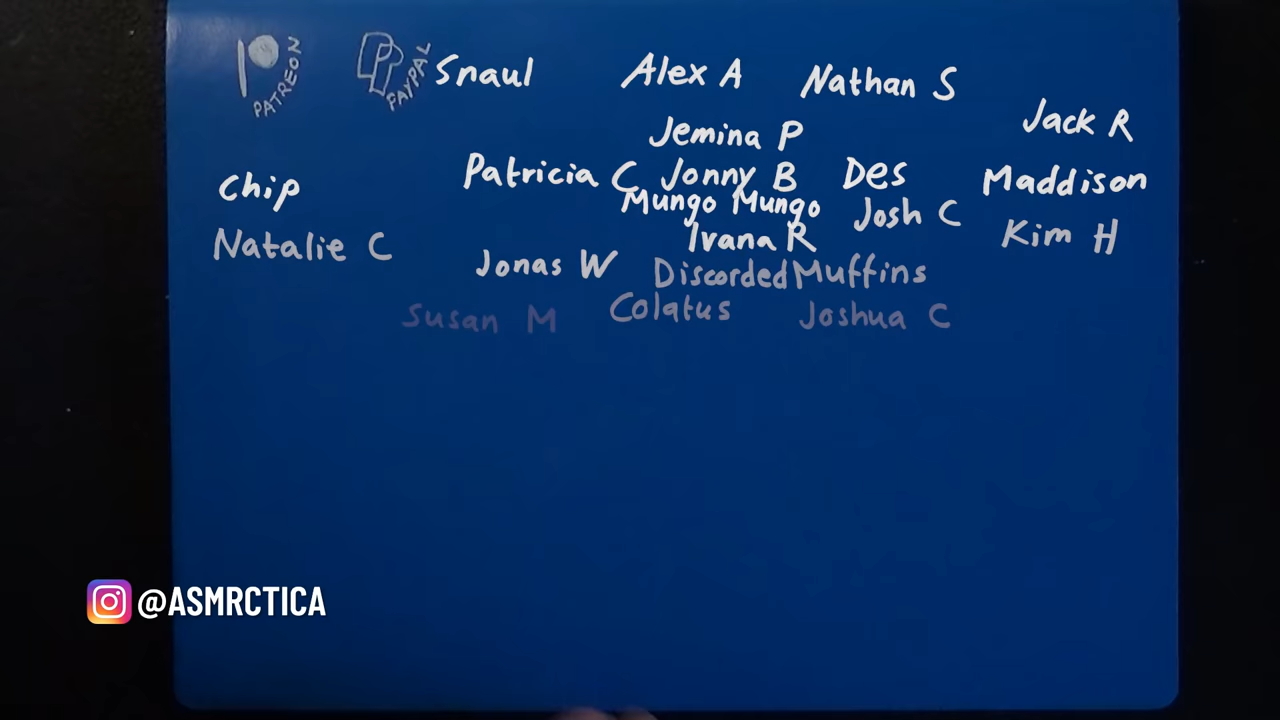 PATREON
PAYPAL
Snaul Alex A Nathan S
Jack R
Jemina P
Chip Patricia C Jonny B Des Maddison
Mungo Mungo Josh C
Natalie C Ivana R Kim H
Jonas W DiscordedMuffins
Susan M Colatus Joshua C
@ASMRCTICA